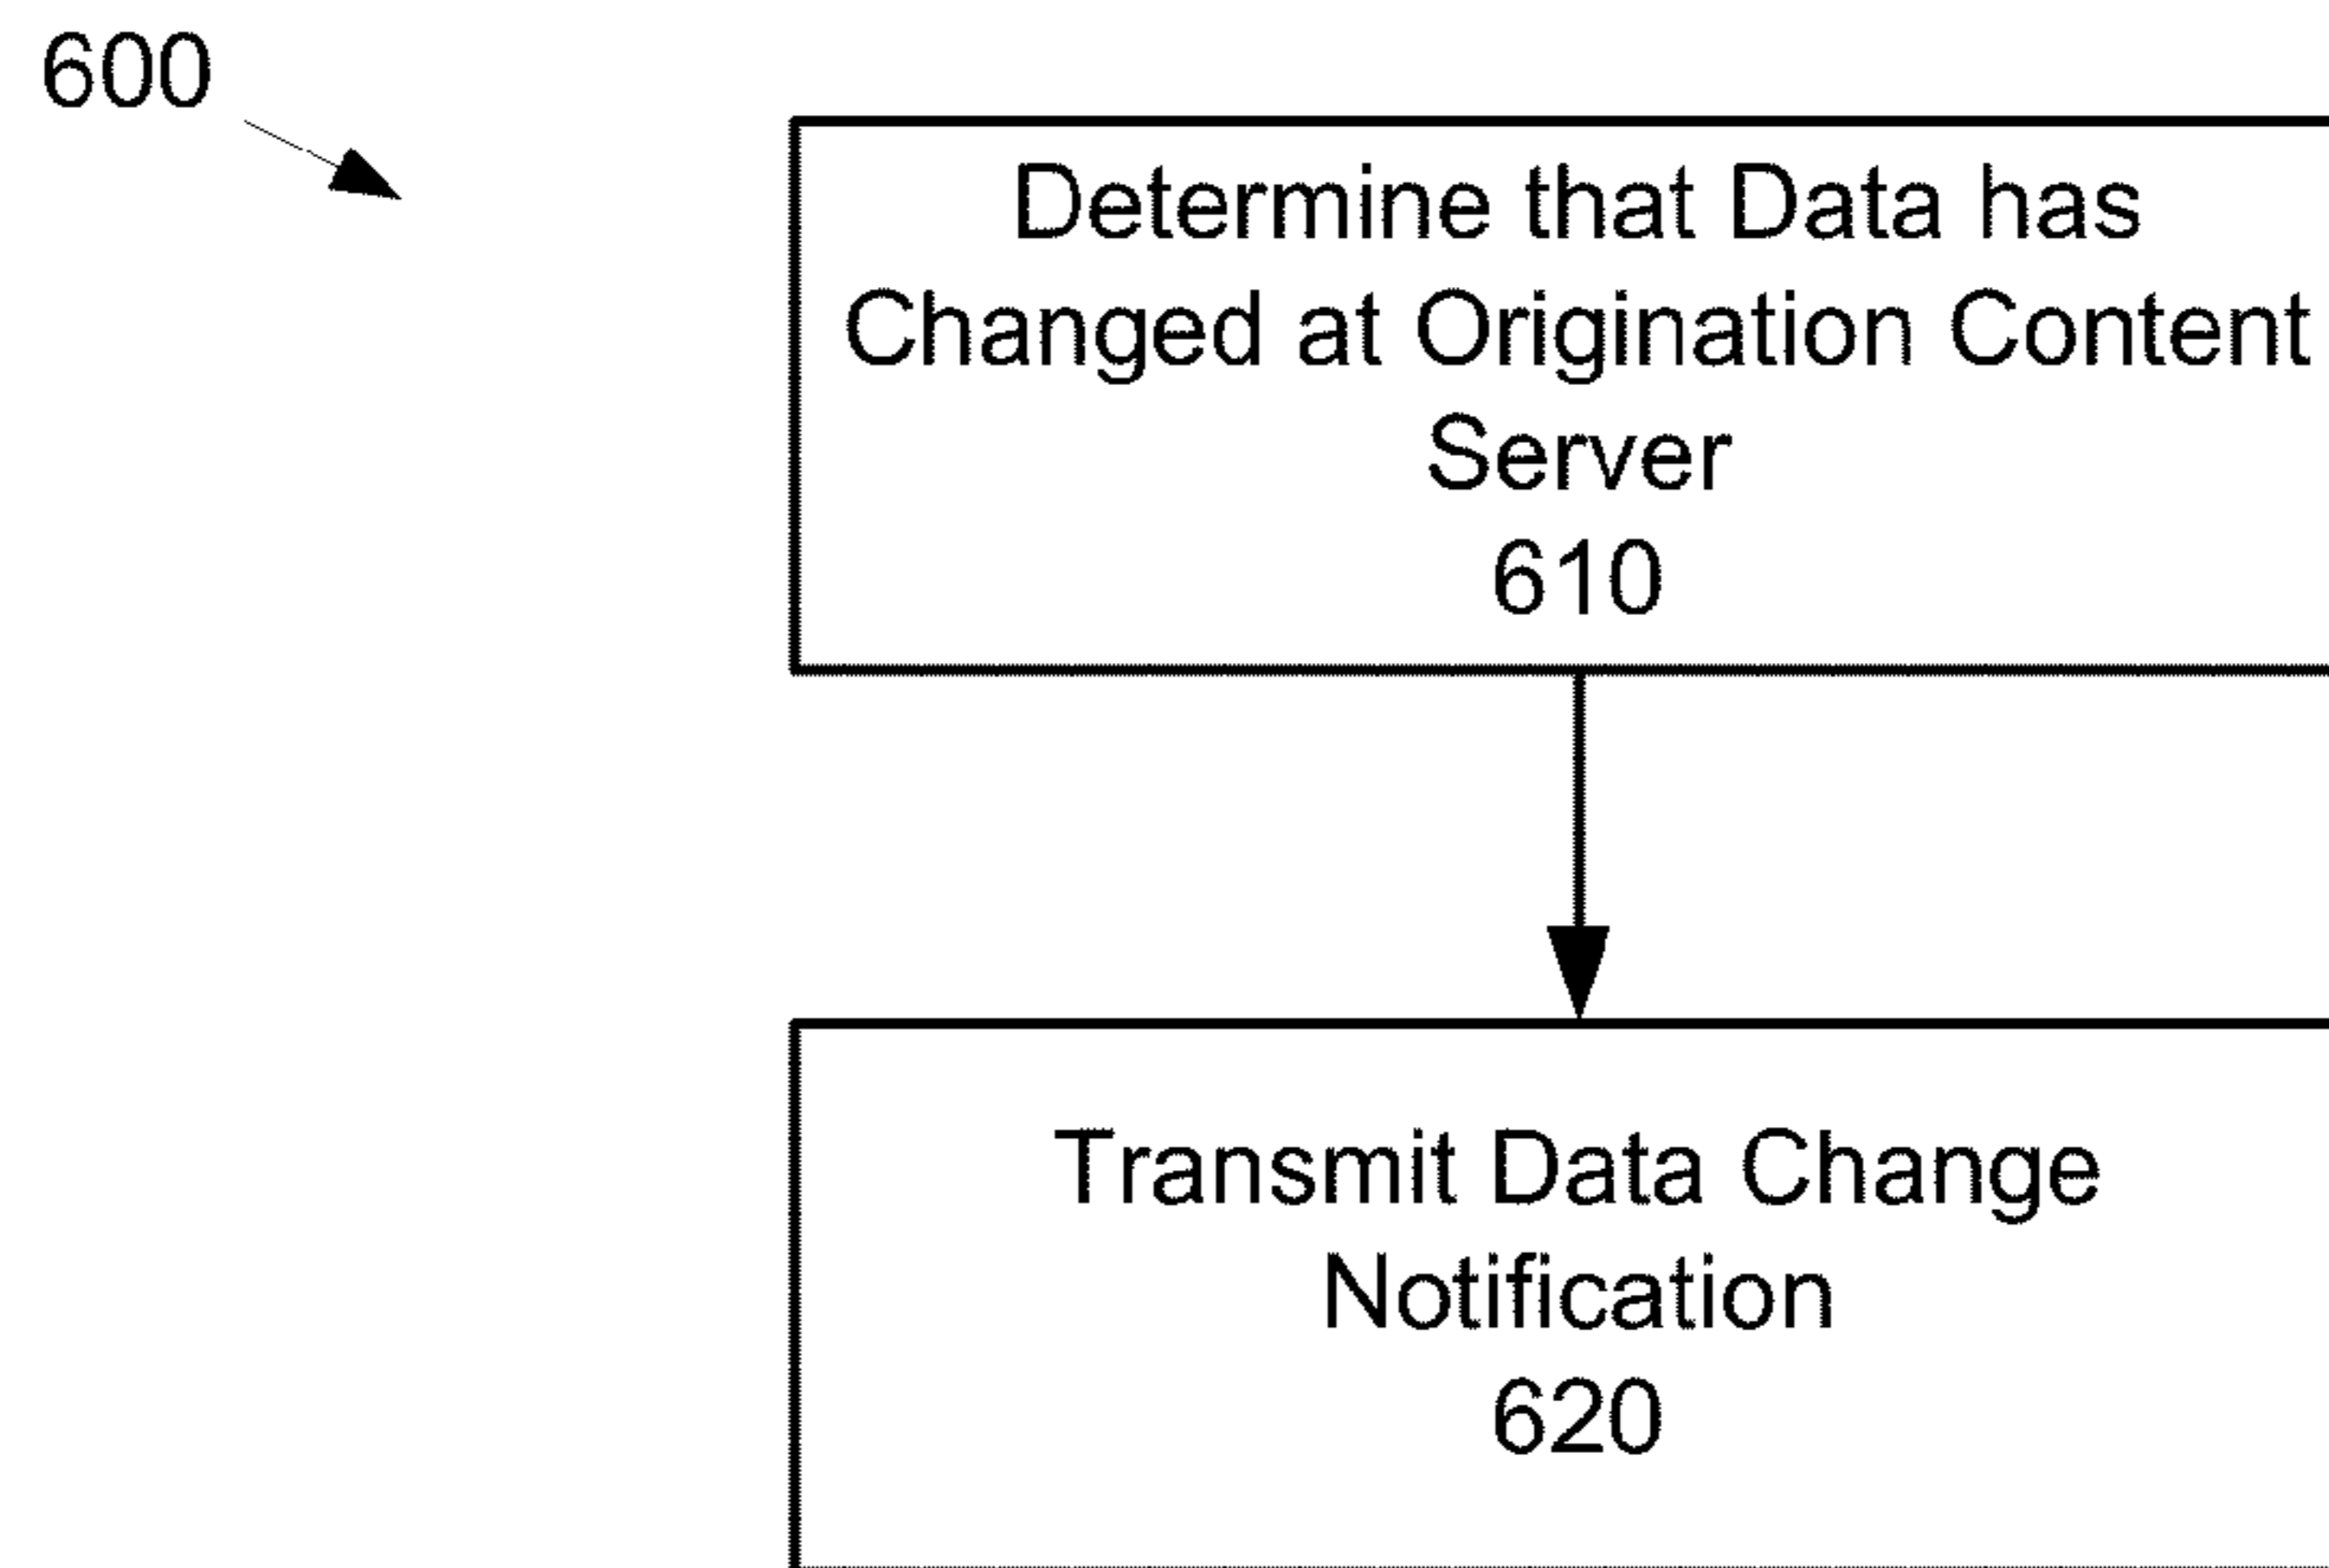 600
Determine that Data has
Changed at Origination Content
Server
610
Transmit Data Change
Notification
620